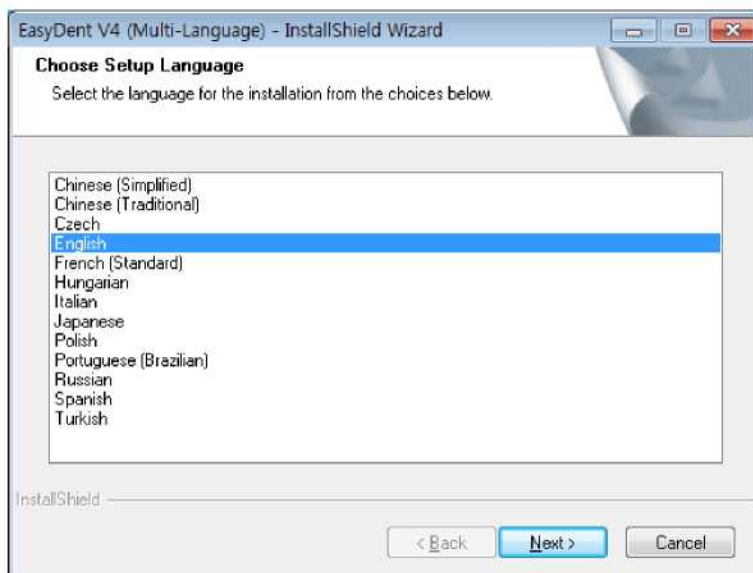 EasyDent V4 (Multi-Language) - InstallShield Wizard
Choose Setup Language
Select the language for the installation from the choices below.
Chinese (Simplified)
Chinese (Traditional)
Czech
English
French (Standard)
Hungarian
Italian
Japanese
Polish
Portuguese (Brazilian)
Russian
Spanish
Turkish
InstallShield
< Back Next > Cancel